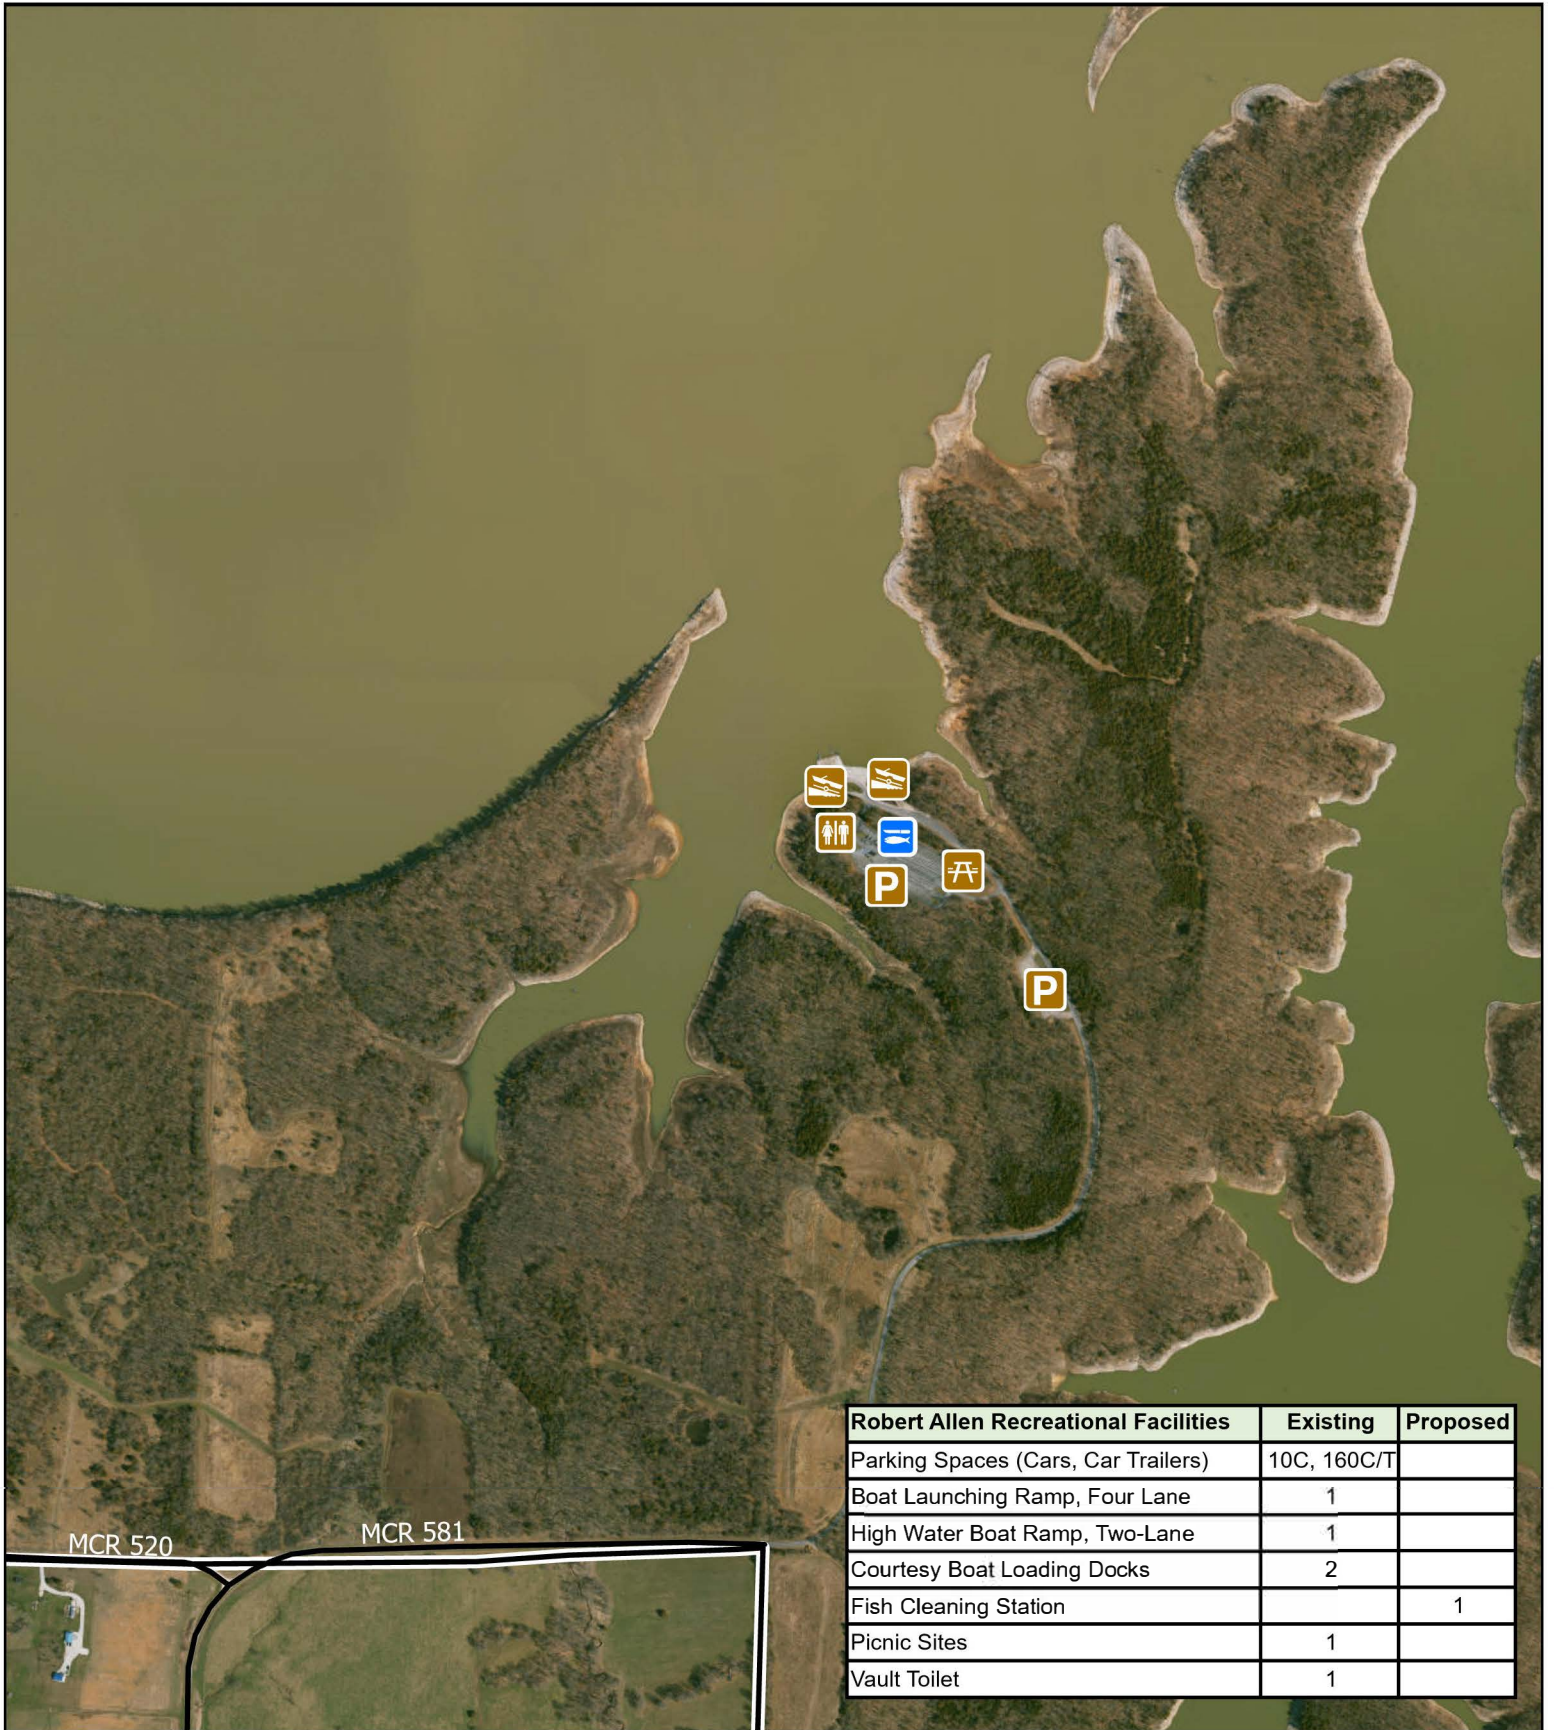 P
P
MCR 520
MCR 581
Robert Allen Recreational Facilities Existing Proposed
Parking Spaces (Cars, Car Trailers) 10C, 160C/T
Boat Launching Ramp, Four Lane 1
High Water Boat Ramp, Two-Lane 1
Courtesy Boat Loading Docks 2
Fish Cleaning Station 1
Picnic Sites 1
Vault Toilet 1